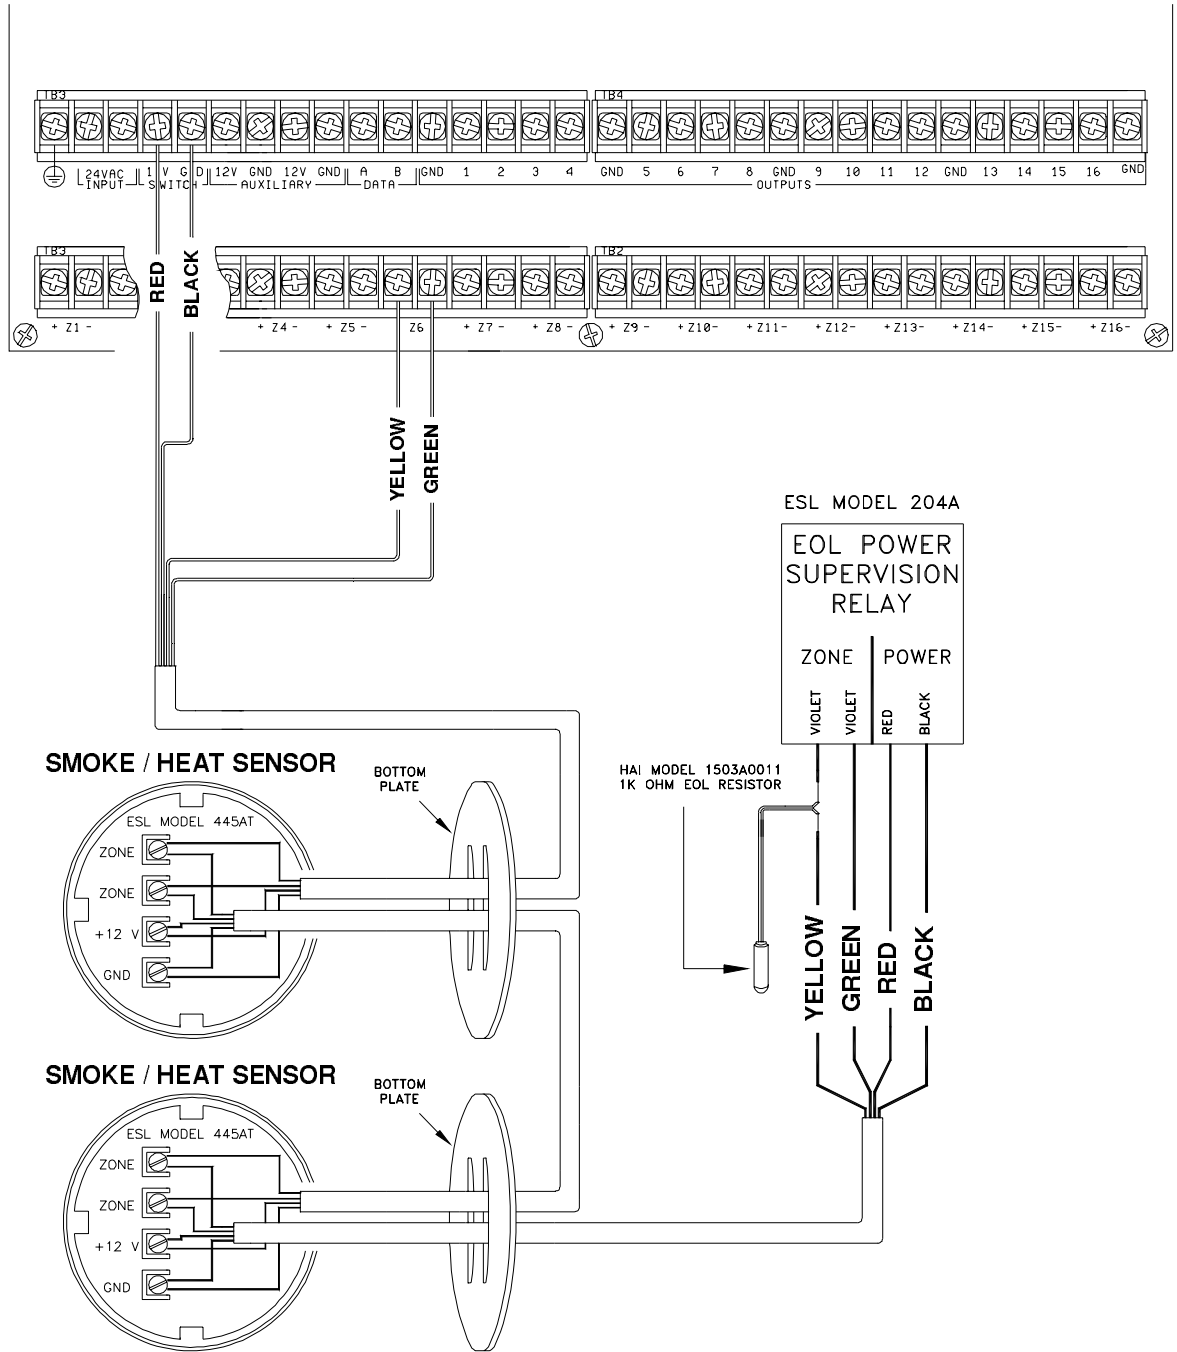 TB3 TB4
24VAC 1 V G D 12V GND 12V GND A B GND 1 2 3 4 GND 5 6 7 8 GND 9 10 11 12 GND 13 14 15 16 GND
INPUT SWITCH AUXILIARY DATA OUTPUTS
TB3 TB2
RED
BLACK
+ Z1 - + Z4 - + Z5 - Z6 + Z7 - + Z8 - + Z9 - + Z10 - + Z11 - + Z12 - + Z13 - + Z14 - + Z15 - + Z16 -
YELLOW
GREEN
ESL MODEL 204A
EOL POWER
SUPERVISION
RELAY
ZONE POWER
VIOLET
VIOLET
RED
BLACK
HAI MODEL 1503A0011
1K OHM EOL RESISTOR
YELLOW
GREEN
RED
BLACK
SMOKE / HEAT SENSOR
BOTTOM
PLATE
ESL MODEL 445AT
ZONE
ZONE
+12 V
GND
SMOKE / HEAT SENSOR
BOTTOM
PLATE
ESL MODEL 445AT
ZONE
ZONE
+12 V
GND